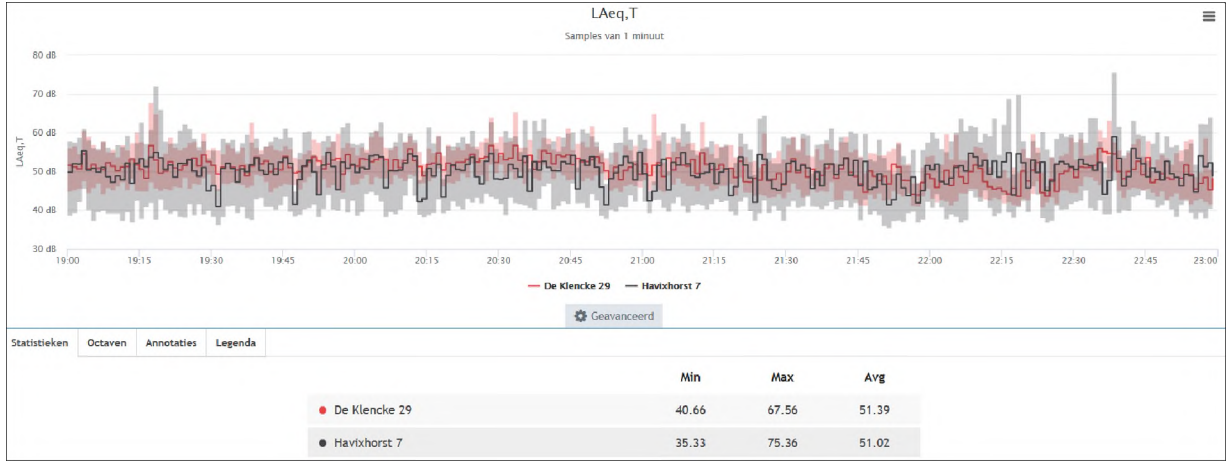 LAeq,T
Samples van 1 minuut
80 dB
70 dB
60 dB
50 dB
40 dB
30 dB
LAeq,T
19:00 19:15 19:30 19:45 20:00 20:15 20:30 20:45 21:00 21:15 21:30 21:45 22:00 22:15 22:30 22:45 23:00
De Klencke 29 Havixhorst 7
Geavanceerd
Statistieken Octaven Annotaties Legenda
Min Max Avg
De Klencke 29 40.66 67.56 51.39
Havixhorst 7 35.33 75.36 51.02